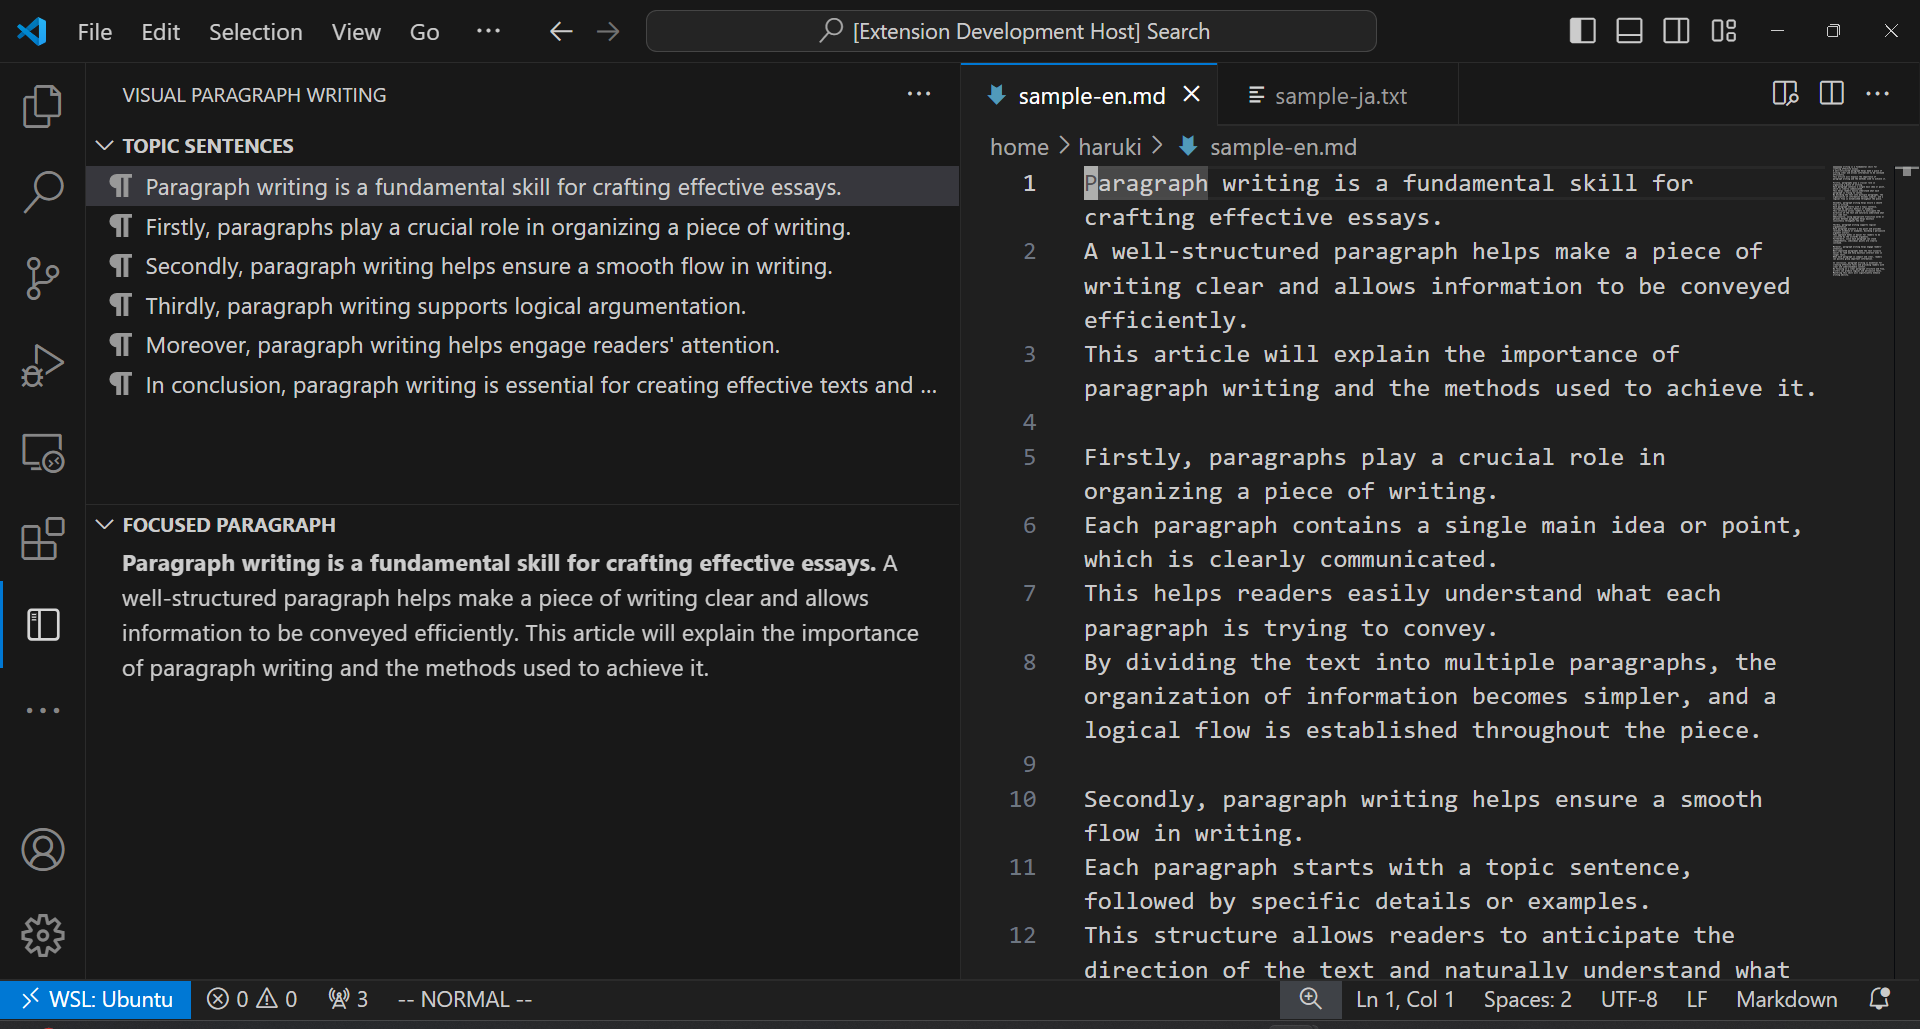 File Edit Selection View Go ··· [Extension Development Host] Search
VISUAL PARAGRAPH WRITING ···
TOPIC SENTENCES
¶ Paragraph writing is a fundamental skill for crafting effective essays.
¶ Firstly, paragraphs play a crucial role in organizing a piece of writing.
¶ Secondly, paragraph writing helps ensure a smooth flow in writing.
¶ Thirdly, paragraph writing supports logical argumentation.
¶ Moreover, paragraph writing helps engage readers' attention.
¶ In conclusion, paragraph writing is essential for creating effective texts and ...
FOCUSED PARAGRAPH
Paragraph writing is a fundamental skill for crafting effective essays. A
well-structured paragraph helps make a piece of writing clear and allows
information to be conveyed efficiently. This article will explain the importance
of paragraph writing and the methods used to achieve it.
sample-en.md sample-ja.txt
home > haruki > sample-en.md
1 Paragraph writing is a fundamental skill for
crafting effective essays.
2 A well-structured paragraph helps make a piece of
writing clear and allows information to be conveyed
efficiently.
3 This article will explain the importance of
paragraph writing and the methods used to achieve it.
4
5 Firstly, paragraphs play a crucial role in
organizing a piece of writing.
6 Each paragraph contains a single main idea or point,
which is clearly communicated.
7 This helps readers easily understand what each
paragraph is trying to convey.
8 By dividing the text into multiple paragraphs, the
organization of information becomes simpler, and a
logical flow is established throughout the piece.
9
10 Secondly, paragraph writing helps ensure a smooth
flow in writing.
11 Each paragraph starts with a topic sentence,
followed by specific details or examples.
12 This structure allows readers to anticipate the
direction of the text and naturally understand what
WSL: Ubuntu 0 0 3 -- NORMAL -- Ln 1, Col 1 Spaces: 2 UTF-8 LF Markdown